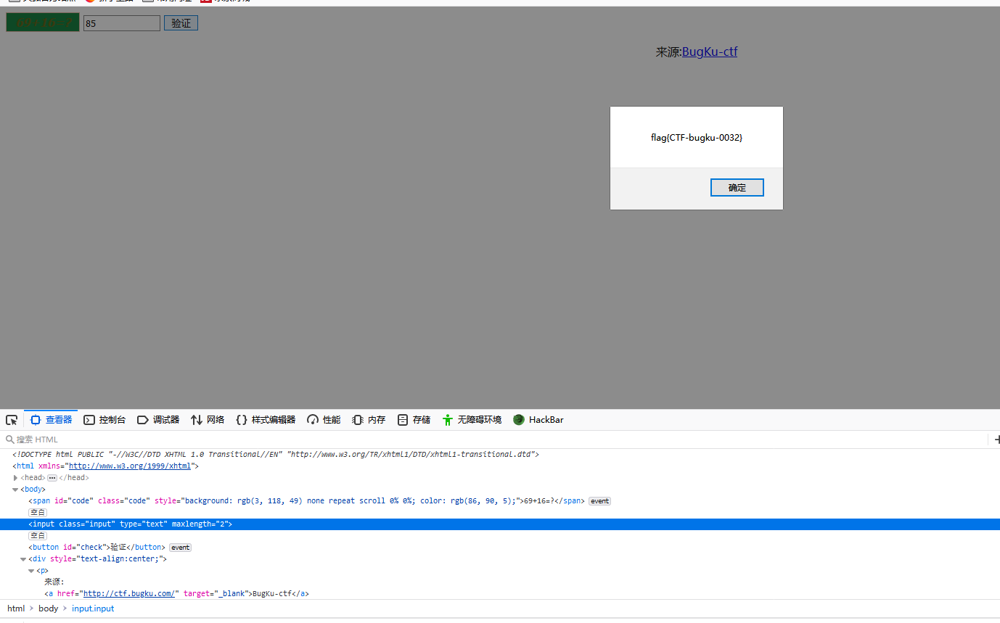 69+16=?
85
验证
来源:BugKu-ctf
flag{CTF-bugku-0032}
确定
查看器 控制台 调试器 网络 样式编辑器 性能 内存 存储 无障碍环境 HackBar
搜索 HTML
<!DOCTYPE html PUBLIC "-//W3C//DTD XHTML 1.0 Transitional//EN" "http://www.w3.org/TR/xhtml1/DTD/xhtml1-transitional.dtd">
<html xmlns="http://www.w3.org/1999/xhtml">
<head>⋯</head>
<body>
<span id="code" class="code" style="background: rgb(3, 118, 49) none repeat scroll 0% 0%; color: rgb(86, 90, 5);">69+16=?</span> event
空白
<input class="input" type="text" maxlength="2">
空白
<button id="check">验证</button> event
<div style="text-align:center;">
<p>
来源:
<a href="http://ctf.bugku.com/" target="_blank">BugKu-ctf</a>
html > body > input.input